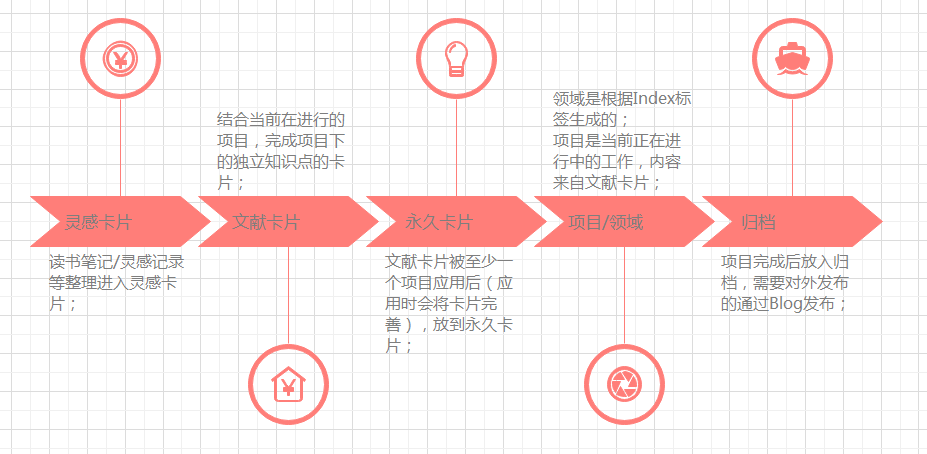 结合当前在进行的
项目，完成项目下
的独立知识点的卡
片；
领域是根据Index标
签生成的；
项目是当前正在进
行中的工作，内容
来自文献卡片；
灵感卡片
文献卡片
永久卡片
项目/领域
归档
读书笔记/灵感记录
等整理进入灵感卡
片；
文献卡片被至少一
个项目应用后（应
用时会将卡片完
善），放到永久卡
片；
项目完成后放入归
档，需要对外发布
的通过Blog发布；